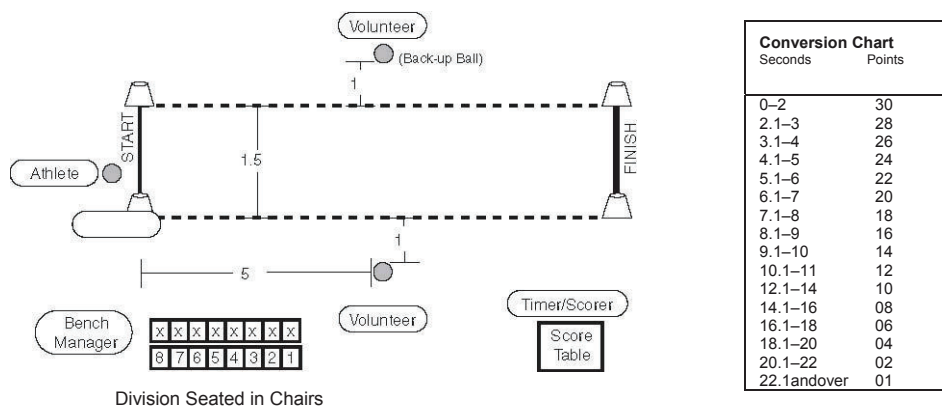 Volunteer
(Back-up Ball)
1
START
1.5
FINISH
Athlete
1
5
Volunteer
Timer/Scorer
Bench
Manager
x x x x x x x x
8 7 6 5 4 3 2 1
Score
Table
Division Seated in Chairs
Conversion Chart
Seconds Points
0–2 30
2.1–3 28
3.1–4 26
4.1–5 24
5.1–6 22
6.1–7 20
7.1–8 18
8.1–9 16
9.1–10 14
10.1–11 12
12.1–14 10
14.1–16 08
16.1–18 06
18.1–20 04
20.1–22 02
22.1andover 01